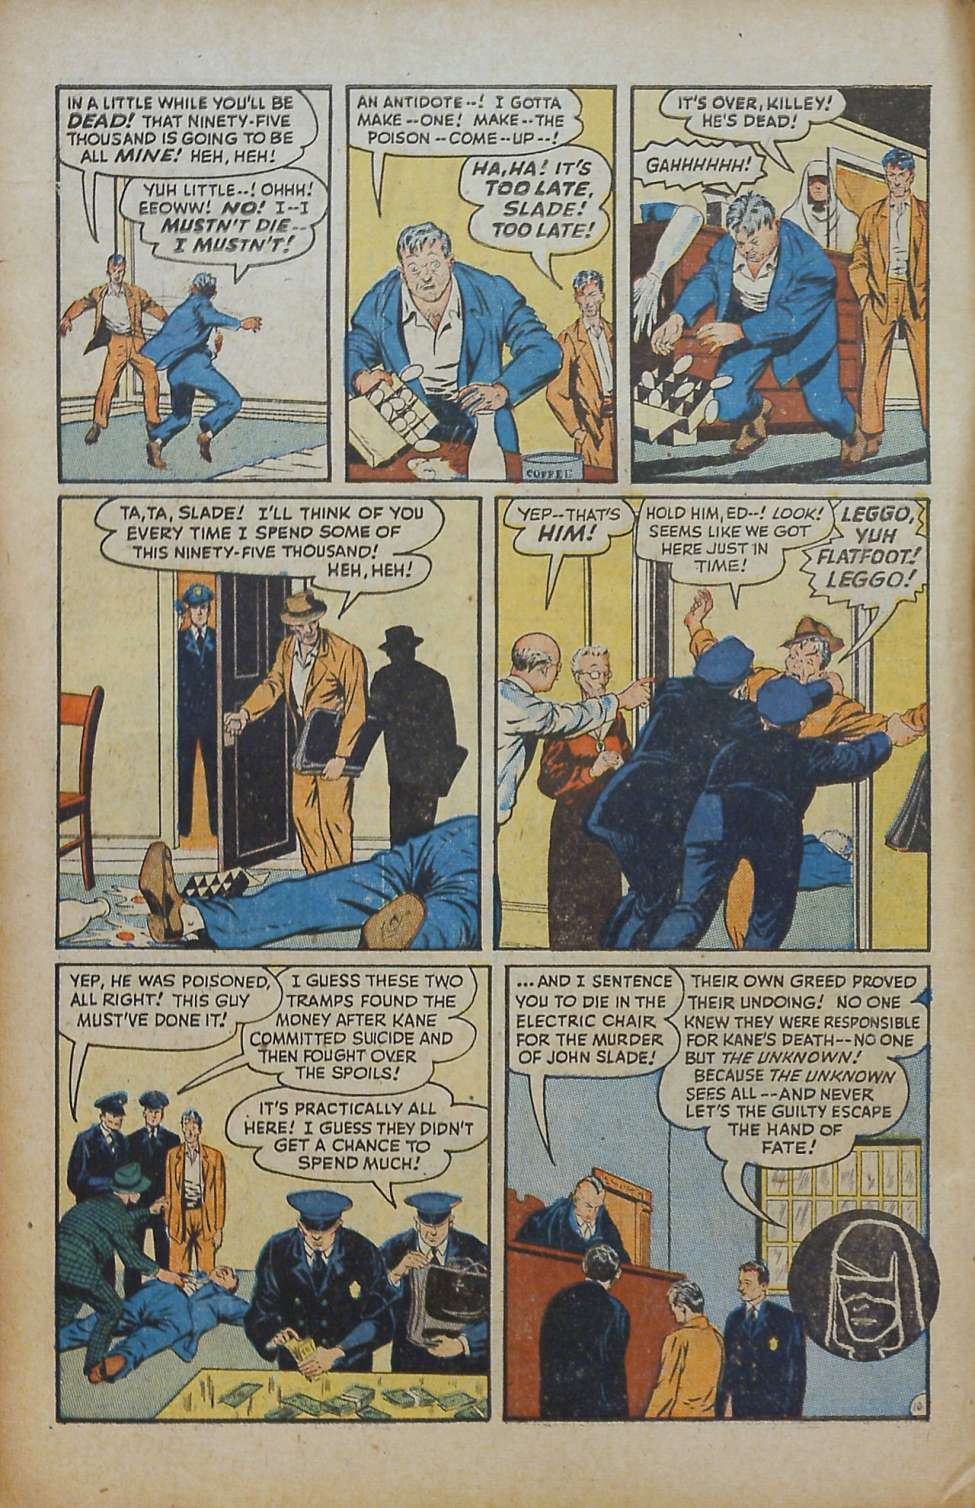 IN A LITTLE WHILE YOU'LL BE
DEAD! THAT NINETY-FIVE
THOUSAND IS GOING TO BE
ALL MINE! HEH, HEH!
YUH LITTLE--! OHHH!
EEOWW! NO! I--I
MUSTN'T DIE--
I MUSTN'T!
AN ANTIDOTE--! I GOTTA
MAKE--ONE! MAKE--THE
POISON--COME--UP--!
HA, HA! IT'S
TOO LATE,
SLADE!
TOO LATE!
COFFEE
IT'S OVER, KILLEY!
HE'S DEAD!
GAHHHHHH!
TA, TA, SLADE! I'LL THINK OF YOU
EVERY TIME I SPEND SOME OF
THIS NINETY-FIVE THOUSAND!
HEH, HEH!
YEP--THAT'S
HIM!
HOLD HIM, ED--! LOOK!
SEEMS LIKE WE GOT
HERE JUST IN
TIME!
LEGGO,
YUH
FLATFOOT!
LEGGO!
YEP, HE WAS POISONED,
ALL RIGHT! THIS GUY
MUST'VE DONE IT!
I GUESS THESE TWO
TRAMPS FOUND THE
MONEY AFTER KANE
COMMITTED SUICIDE AND
THEN FOUGHT OVER
THE SPOILS!
IT'S PRACTICALLY ALL
HERE! I GUESS THEY DIDN'T
GET A CHANCE TO
SPEND MUCH!
...AND I SENTENCE
YOU TO DIE IN THE
ELECTRIC CHAIR
FOR THE MURDER
OF JOHN SLADE!
THEIR OWN GREED PROVED
THEIR UNDOING! NO ONE
KNEW THEY WERE RESPONSIBLE
FOR KANE'S DEATH--NO ONE
BUT THE UNKNOWN!
BECAUSE THE UNKNOWN
SEES ALL--AND NEVER
LET'S THE GUILTY ESCAPE
THE HAND OF
FATE!
10